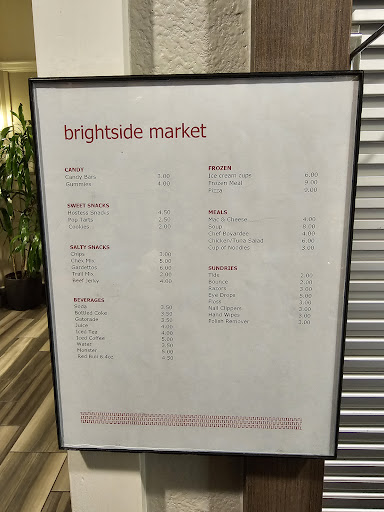 brightside market
CANDY
Candy Bars 3.00
Gummies 4.00
SWEET SNACKS
Hostess Snacks 4.50
Pop Tarts 2.50
Cookies 2.00
SALTY SNACKS
Chips 3.00
Chex Mix 5.00
Gardettos 6.00
Trail Mix 2.00
Beef Jerky 4.00
BEVERAGES
Soda 3.50
Bottled Coke 3.50
Gatorade 3.50
Juice 4.00
Iced Tea 4.00
Iced Coffee 5.00
Water 3.50
Monster 5.00
Red Bull 8.4oz 4.50
FROZEN
Ice cream cups 6.00
Frozen Meal 9.00
Pizza 9.00
MEALS
Mac & Cheese 4.00
Soup 8.00
Chef Boyardee 4.00
Chicken/Tuna Salad 6.00
Cup of Noodles 3.00
SUNDRIES
Tide 2.00
Bounce 2.00
Razors 3.00
Eye Drops 5.00
Floss 3.00
Nail Clippers 3.00
Hand Wipes 3.00
Polish Remover 3.00